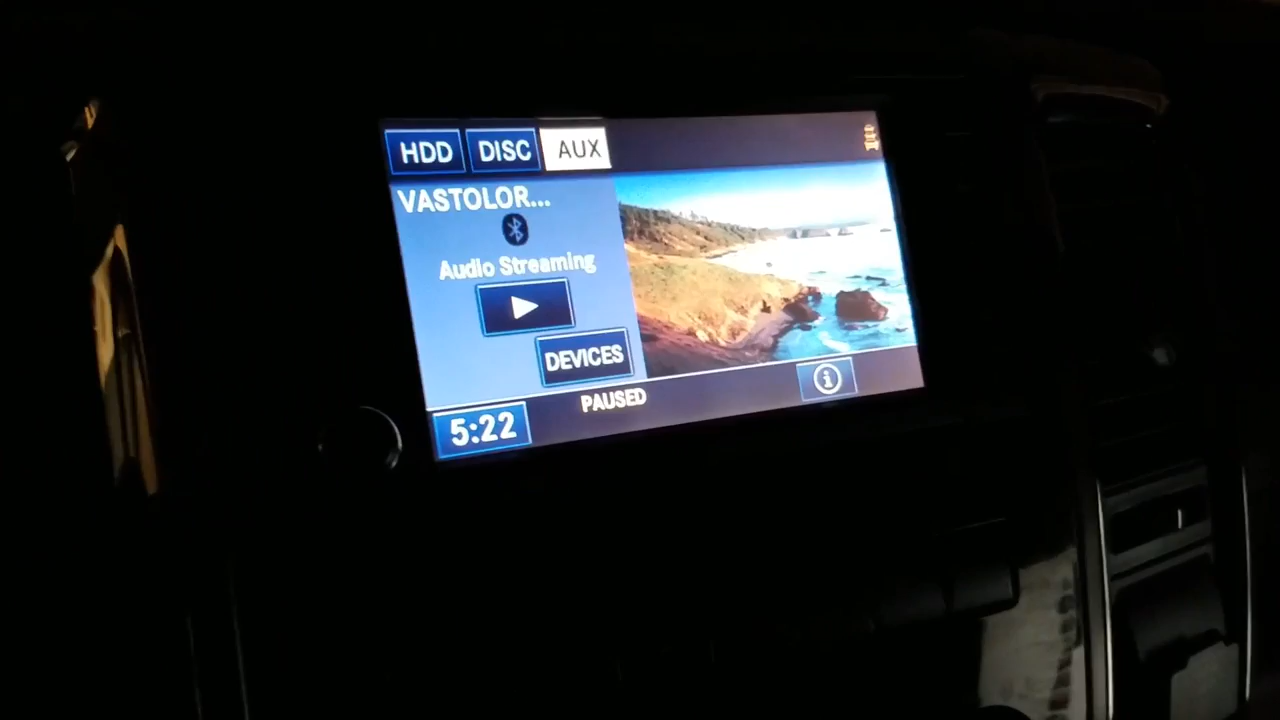 HDD DISC AUX
VASTOLOR...
Audio Streaming
DEVICES
PAUSED
5:22